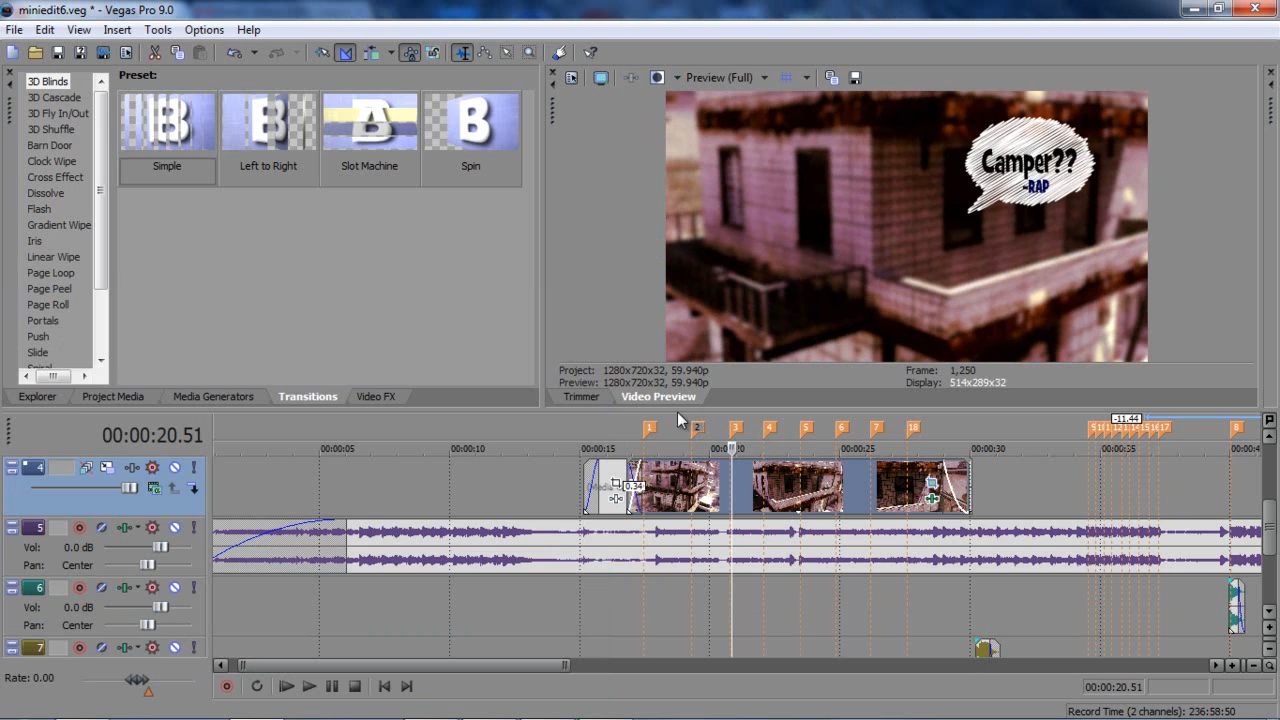 miniedit6.veg * - Vegas Pro 9.0
File Edit View Insert Tools Options Help
3D Blinds
3D Cascade
3D Fly In/Out
3D Shuffle
Barn Door
Clock Wipe
Cross Effect
Dissolve
Flash
Gradient Wipe
Iris
Linear Wipe
Page Loop
Page Peel
Page Roll
Portals
Push
Slide
Preset:
Simple Left to Right Slot Machine Spin
Explorer Project Media Media Generators Transitions Video FX
Preview (Full)
Camper??
-RAP
Project: 1280x720x32, 59.940p
Preview: 1280x720x32, 59.940p
Frame: 1,250
Display: 514x289x32
Trimmer Video Preview
-11.44
00:00:20.51
1 2 3 4 5 6 7 18 17 8
00:00:05 00:00:10 00:00:15 00:00:25 00:00:30 00:00:35
4
0.34
5
Vol: 0.0 dB
Pan: Center
6
Vol: 0.0 dB
Pan: Center
7
Rate: 0.00
00:00:20.51
Record Time (2 channels): 236:58:50